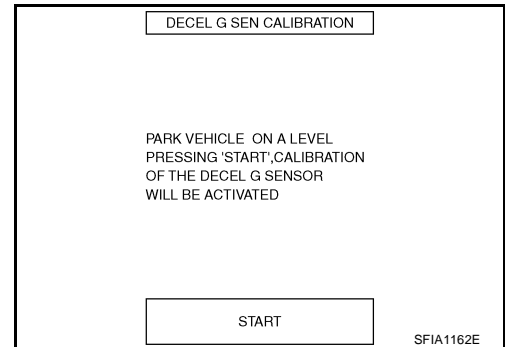 DECEL G SEN CALIBRATION
PARK VEHICLE ON A LEVEL
PRESSING 'START',CALIBRATION
OF THE DECEL G SENSOR
WILL BE ACTIVATED
START
SFIA1162E